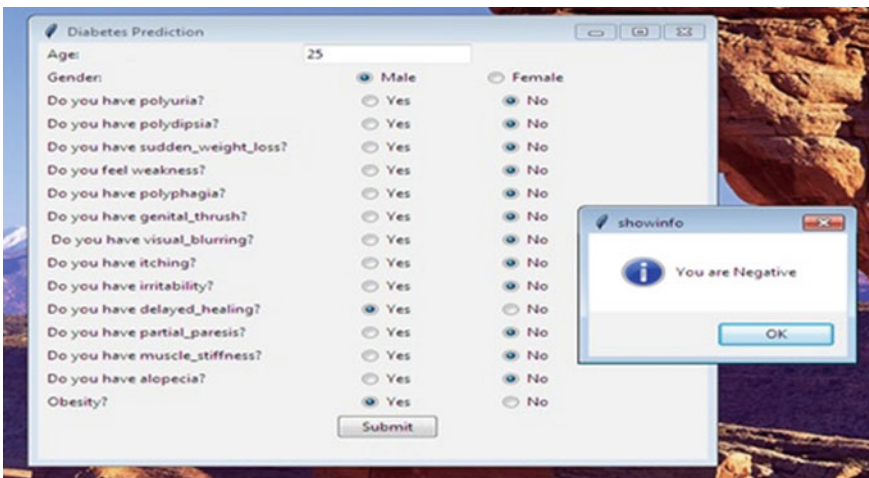 Diabetes Prediction
Age: 25
Gender: Male Female
Do you have polyuria? Yes No
Do you have polydipsia? Yes No
Do you have sudden_weight_loss? Yes No
Do you feel weakness? Yes No
Do you have polyphagia? Yes No
Do you have genital_thrush? Yes No
Do you have visual_blurring? Yes No
Do you have itching? Yes No
Do you have irritability? Yes No
Do you have delayed_healing? Yes No
Do you have partial_paresis? Yes No
Do you have muscle_stiffness? Yes No
Do you have alopecia? Yes No
Obesity? Yes No
Submit
showinfo
You are Negative
OK